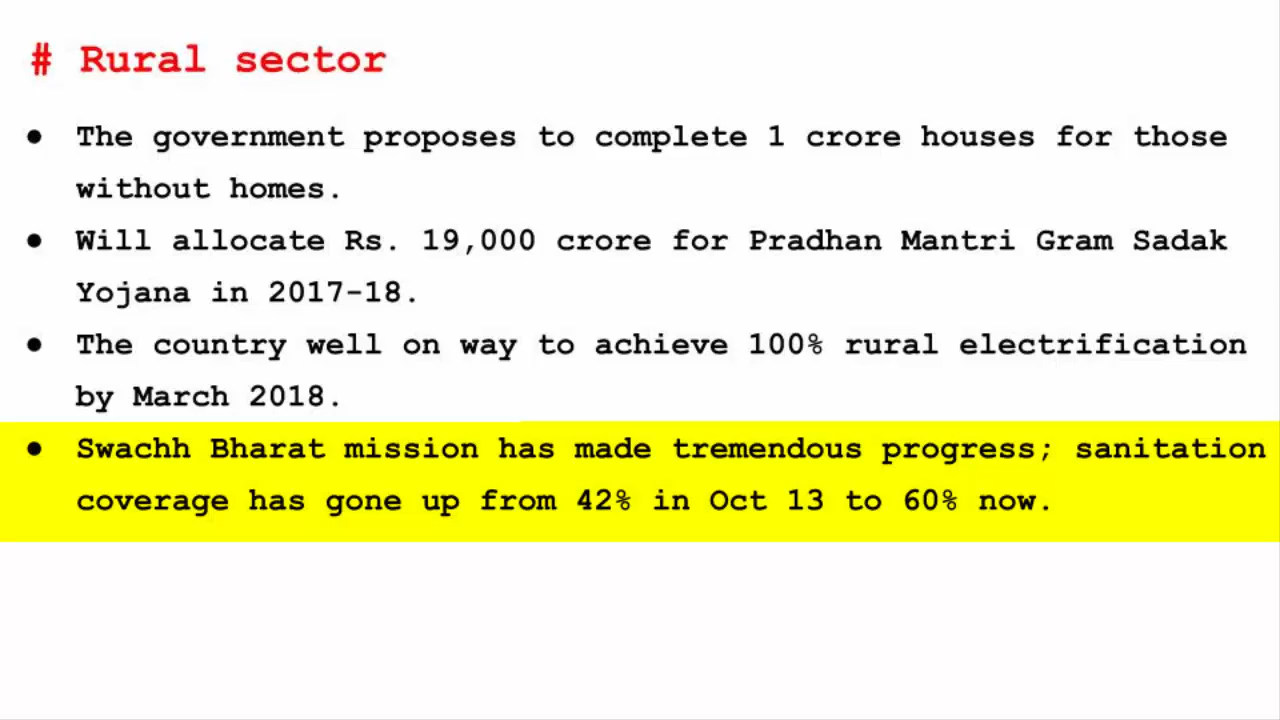 # Rural sector
● The government proposes to complete 1 crore houses for those
without homes.
● Will allocate Rs. 19,000 crore for Pradhan Mantri Gram Sadak
Yojana in 2017-18.
● The country well on way to achieve 100% rural electrification
by March 2018.
● Swachh Bharat mission has made tremendous progress; sanitation
coverage has gone up from 42% in Oct 13 to 60% now.